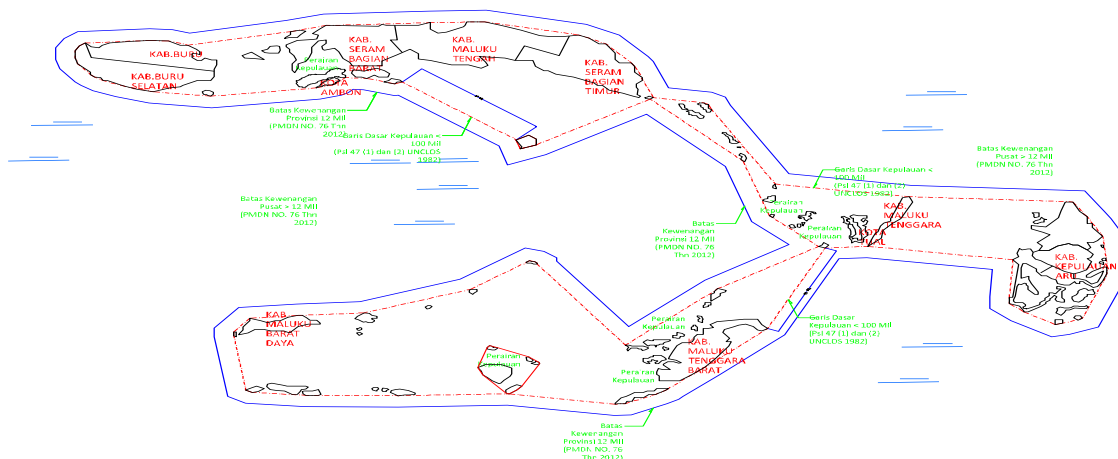 KAB.BURU
KAB.BURU
SELATAN
KAB.
SERAM
BAGIAN
BARAT
Perairan
Kepulauan
KOTA
AMBON
KAB.
MALUKU
TENGAH
KAB.
SERAM
BAGIAN
TIMUR
Batas Kewenangan
Provinsi 12 Mil
(PMDN NO. 76 Thn
2012)
Garis Dasar Kepulauan <
100 Mil
(Psl 47 (1) dan (2)
UNCLOS
1982)
Batas Kewenangan
Pusat > 12 Mil
(PMDN NO. 76 Thn
2012)
Batas Kewenangan
Pusat > 12 Mil
(PMDN NO. 76 Thn
2012)
Garis Dasar Kepulauan <
100 Mil
(Psl 47 (1) dan (2)
UNCLOS 1982)
Perairan
Kepulauan
Perairan
Kepulauan
KAB.
MALUKU
TENGGARA
KOTA
TUAL
KAB.
KEPULAUAN
ARU
Batas
Kewenangan
Provinsi 12 Mil
(PMDN NO. 76
Thn 2012)
Garis Dasar
Kepulauan < 100 Mil
(Psl 47 (1) dan (2)
UNCLOS 1982)
KAB.
MALUKU
BARAT
DAYA
Perairan
Kepulauan
Perairan
Kepulauan
KAB.
MALUKU
TENGGARA
BARAT
Perairan
Kepulauan
Batas
Kewenangan
Provinsi 12 Mil
(PMDN NO. 76
Thn 2012)